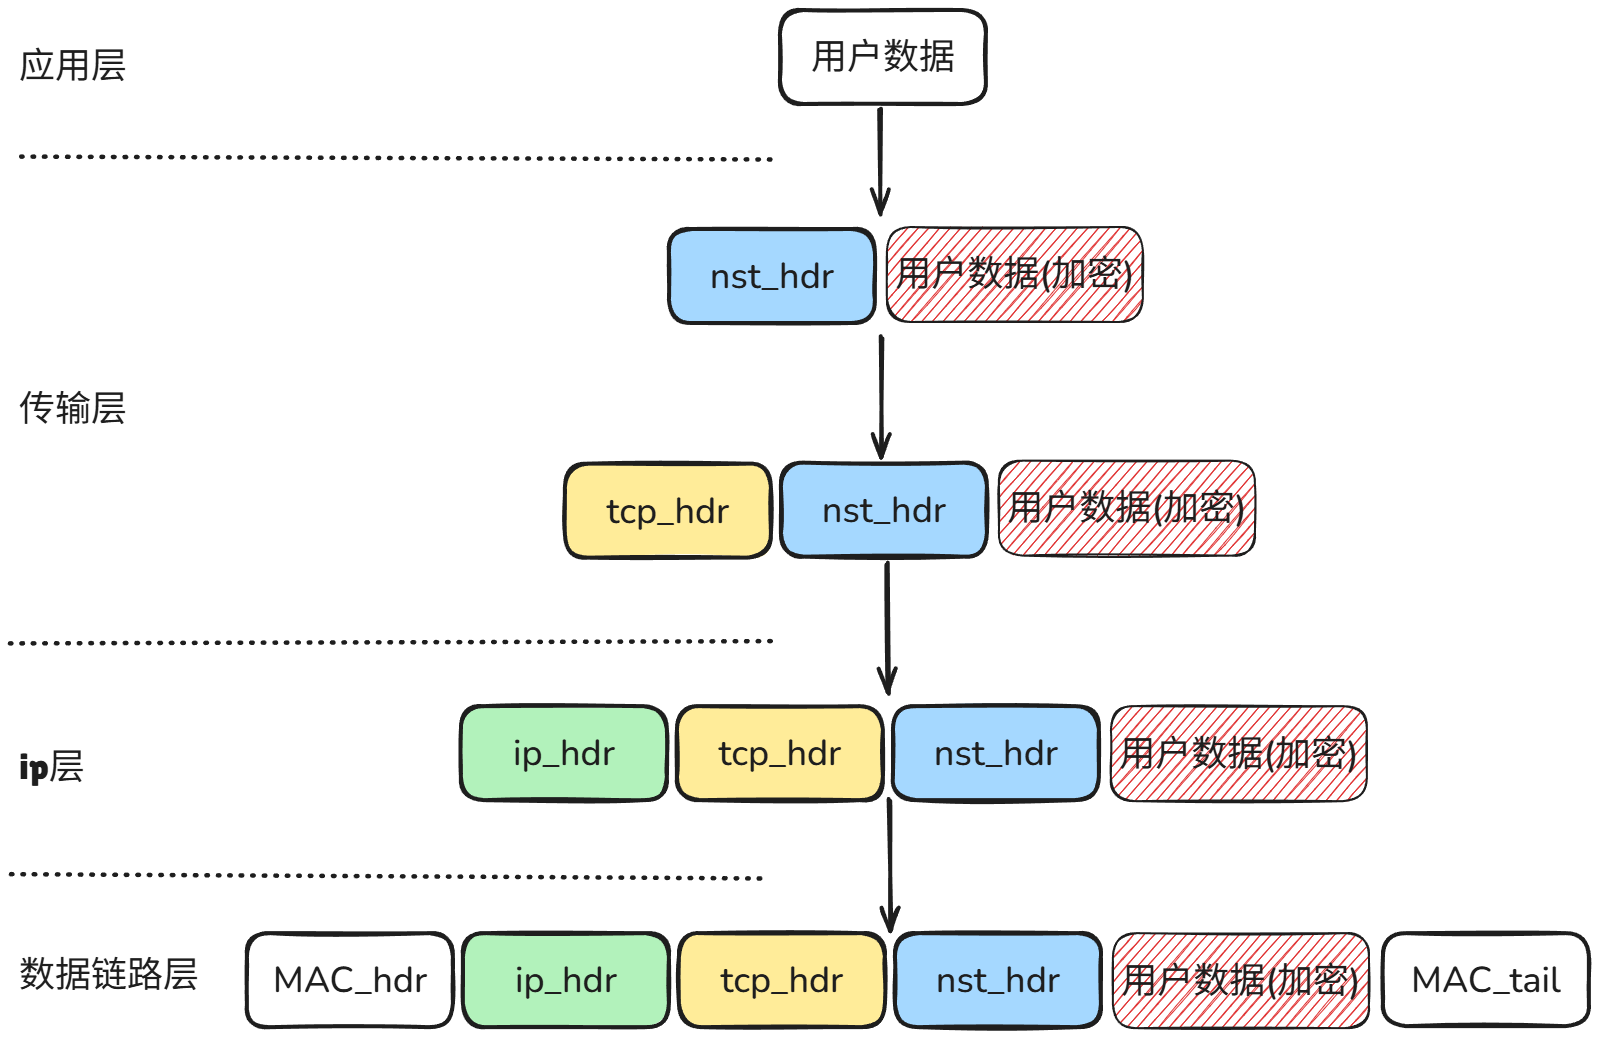 应用层
用户数据
nst_hdr
用户数据(加密)
传输层
tcp_hdr
nst_hdr
用户数据(加密)
ip层
ip_hdr
tcp_hdr
nst_hdr
用户数据(加密)
数据链路层
MAC_hdr
ip_hdr
tcp_hdr
nst_hdr
用户数据(加密)
MAC_tail